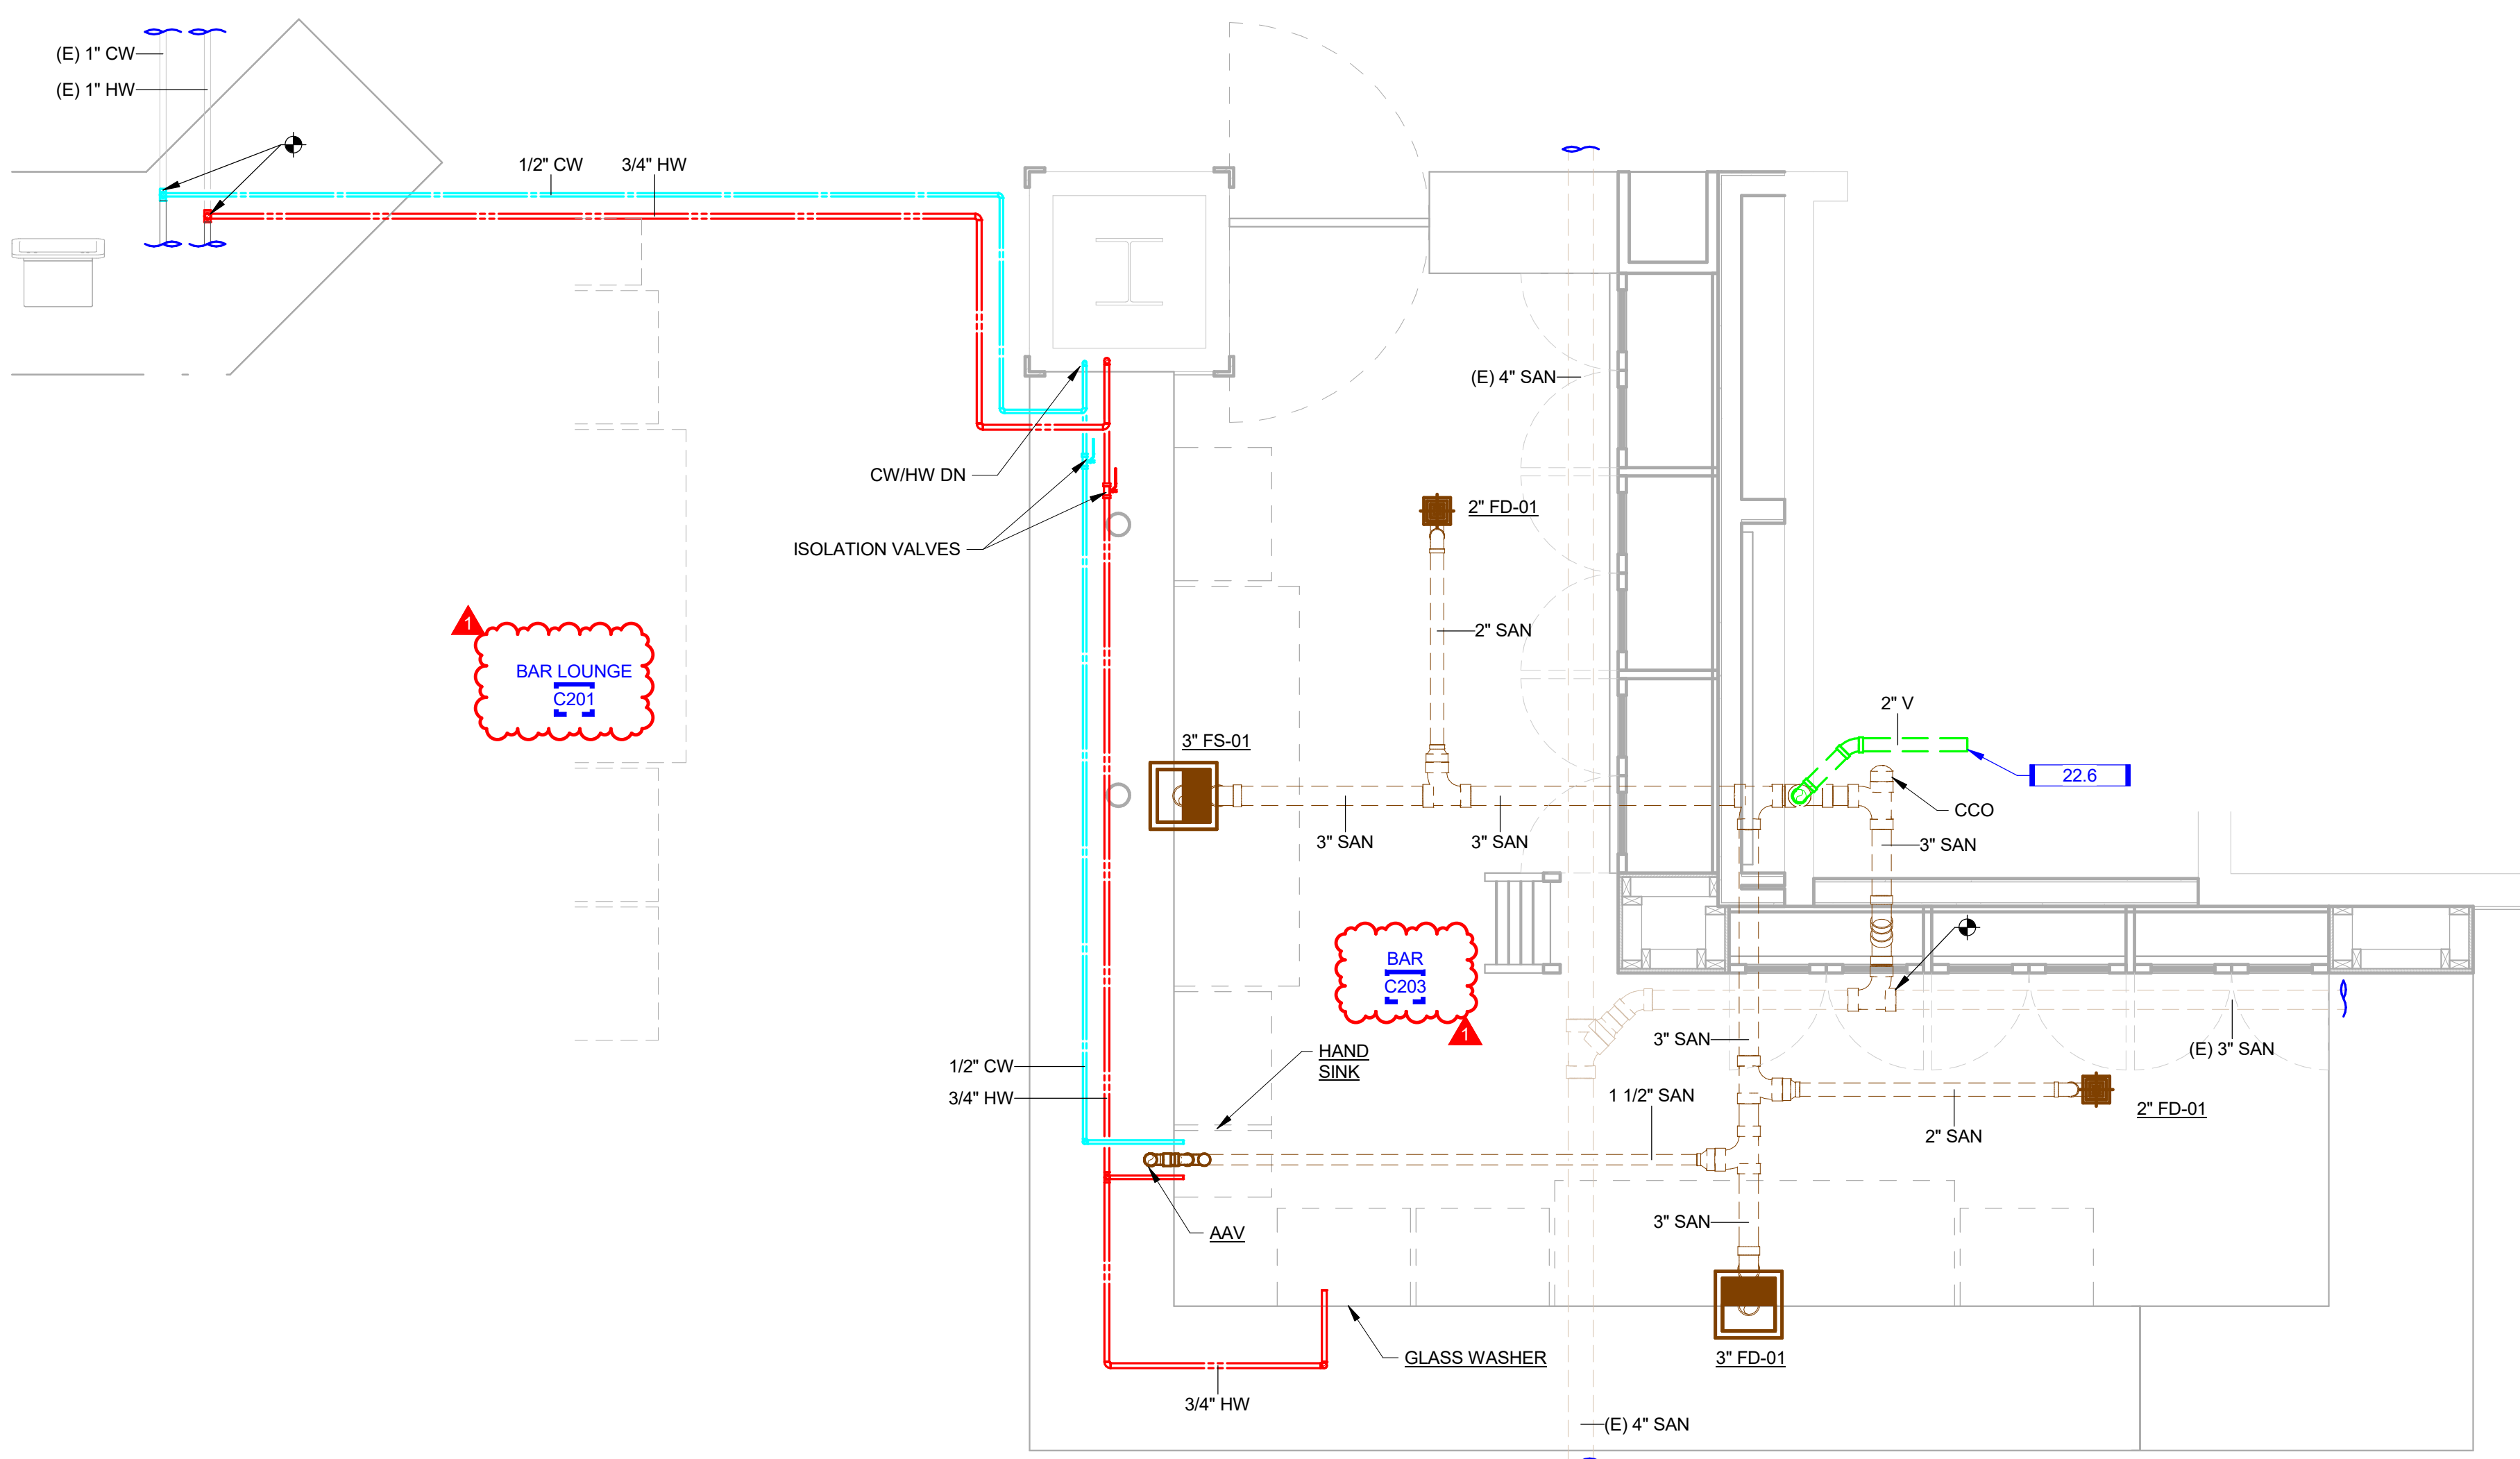 (E) 1" CW
(E) 1" HW
1/2" CW
3/4" HW
(E) 4" SAN
CW/HW DN
2" FD-01
ISOLATION VALVES
2" SAN
1
BAR LOUNGE
C201
2" V
3" FS-01
22.6
CCO
3" SAN
3" SAN
3" SAN
BAR
C203
1
3" SAN
(E) 3" SAN
HAND
SINK
1/2" CW
3/4" HW
1 1/2" SAN
2" FD-01
2" SAN
3" SAN
AAV
GLASS WASHER
3" FD-01
3/4" HW
(E) 4" SAN